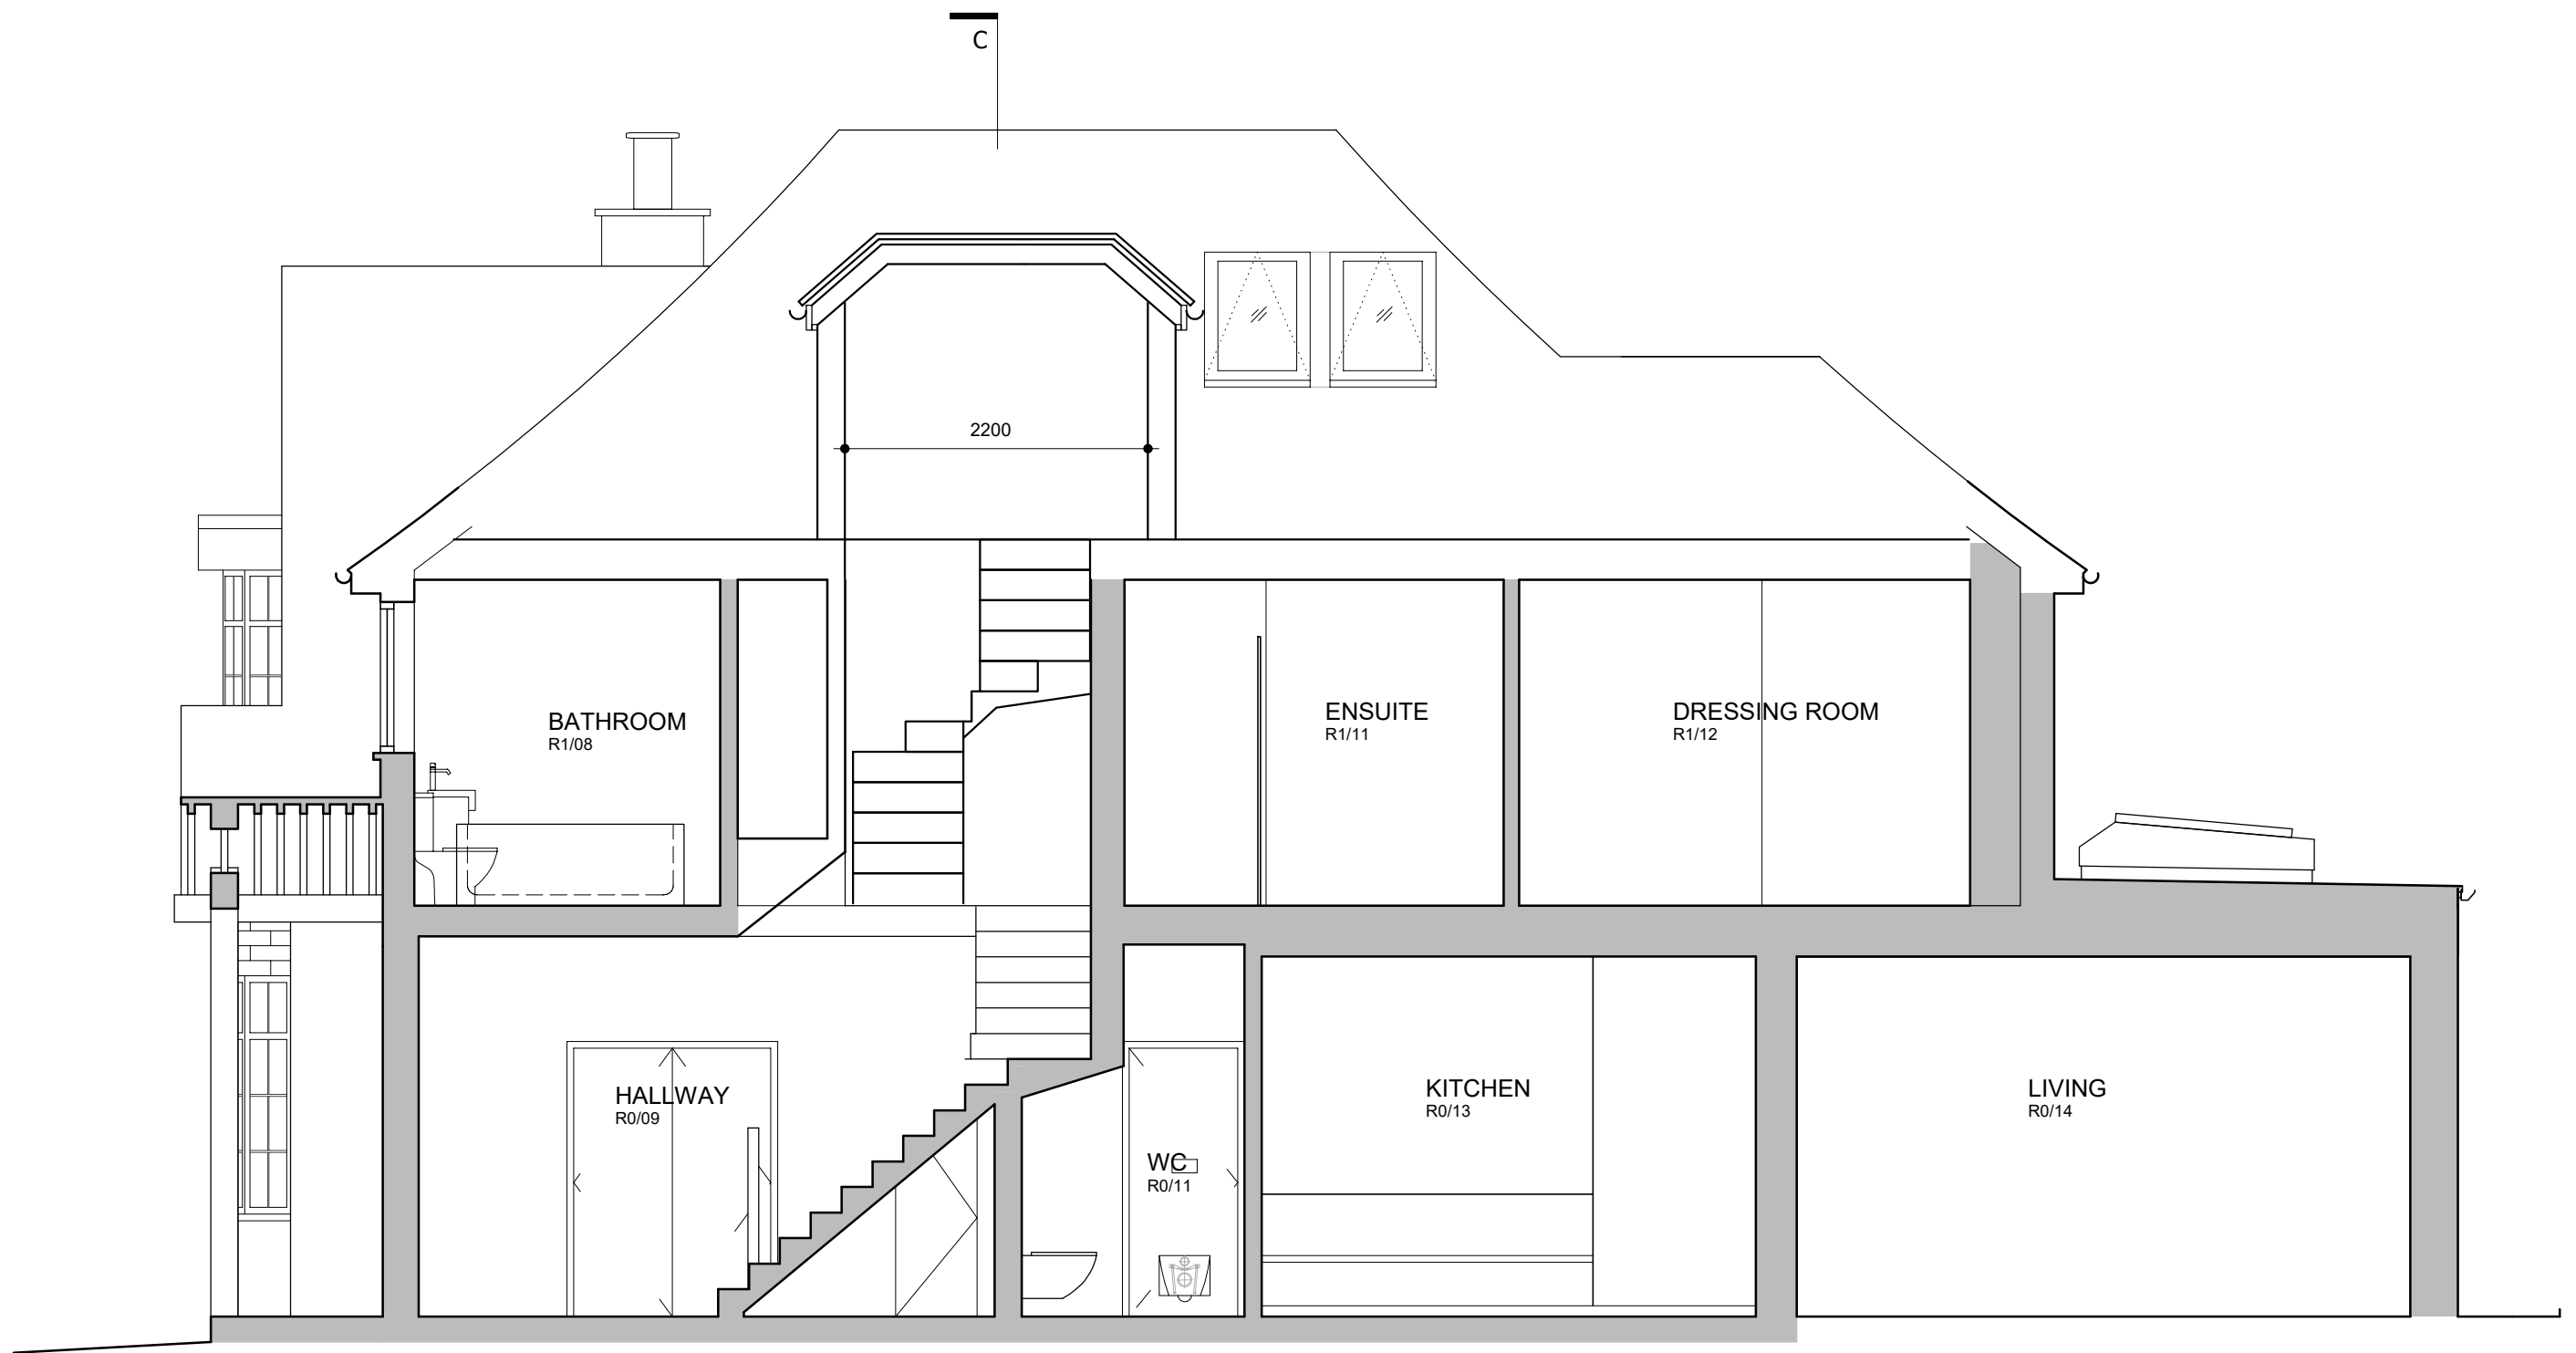 C
2200
BATHROOM
R1/08
ENSUITE
R1/11
DRESSING ROOM
R1/12
HALLWAY
R0/09
WC
R0/11
KITCHEN
R0/13
LIVING
R0/14